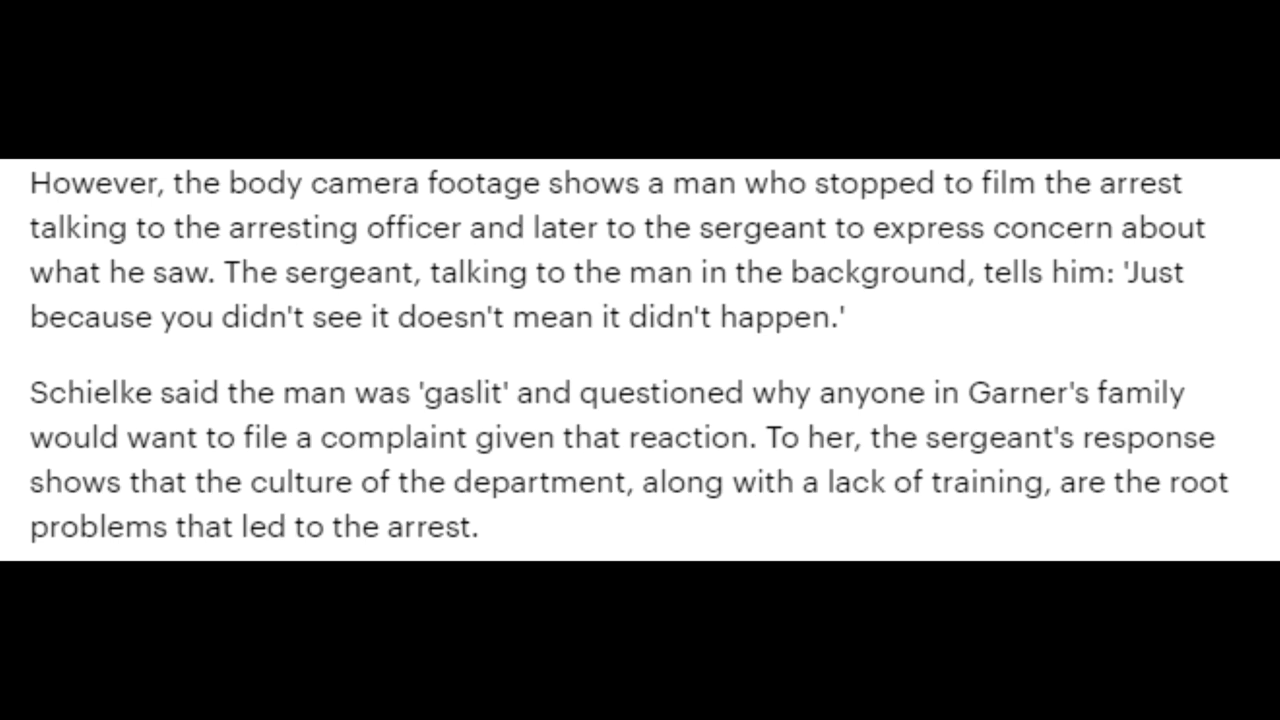 However, the body camera footage shows a man who stopped to film the arrest
talking to the arresting officer and later to the sergeant to express concern about
what he saw. The sergeant, talking to the man in the background, tells him: 'Just
because you didn't see it doesn't mean it didn't happen.'
Schielke said the man was 'gaslit' and questioned why anyone in Garner's family
would want to file a complaint given that reaction. To her, the sergeant's response
shows that the culture of the department, along with a lack of training, are the root
problems that led to the arrest.